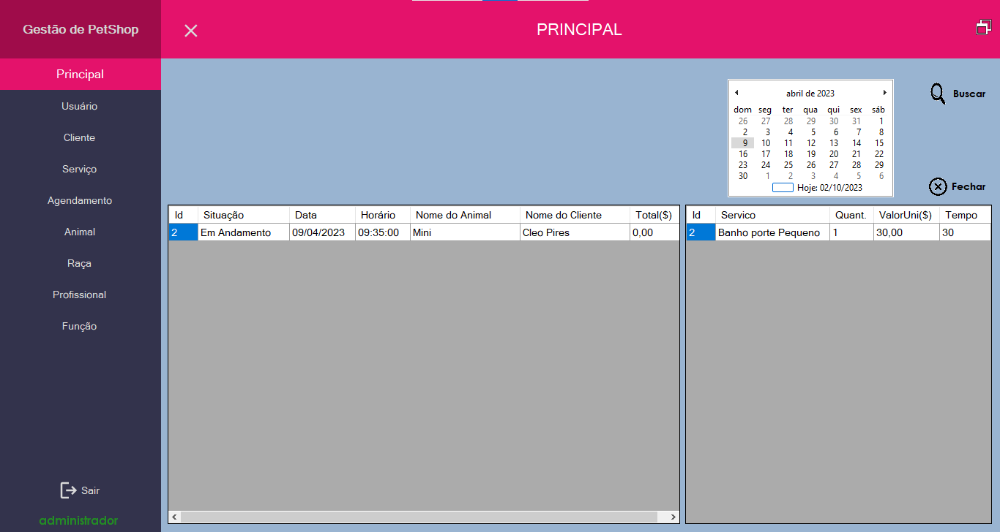 Gestão de PetShop
PRINCIPAL
Principal
Usuário
Cliente
Serviço
Agendamento
Animal
Raça
Profissional
Função
Sair
administrador
abril de 2023
dom seg ter qua qui sex sáb
26 27 28 29 30 31 1
2 3 4 5 6 7 8
9 10 11 12 13 14 15
16 17 18 19 20 21 22
23 24 25 26 27 28 29
30 1 2 3 4 5 6
Hoje: 02/10/2023
Buscar
Fechar
Id Situação Data Horário Nome do Animal Nome do Cliente Total($)
2 Em Andamento 09/04/2023 09:35:00 Mini Cleo Pires 0,00
Id Servico Quant. ValorUni($) Tempo
2 Banho porte Pequeno 1 30,00 30